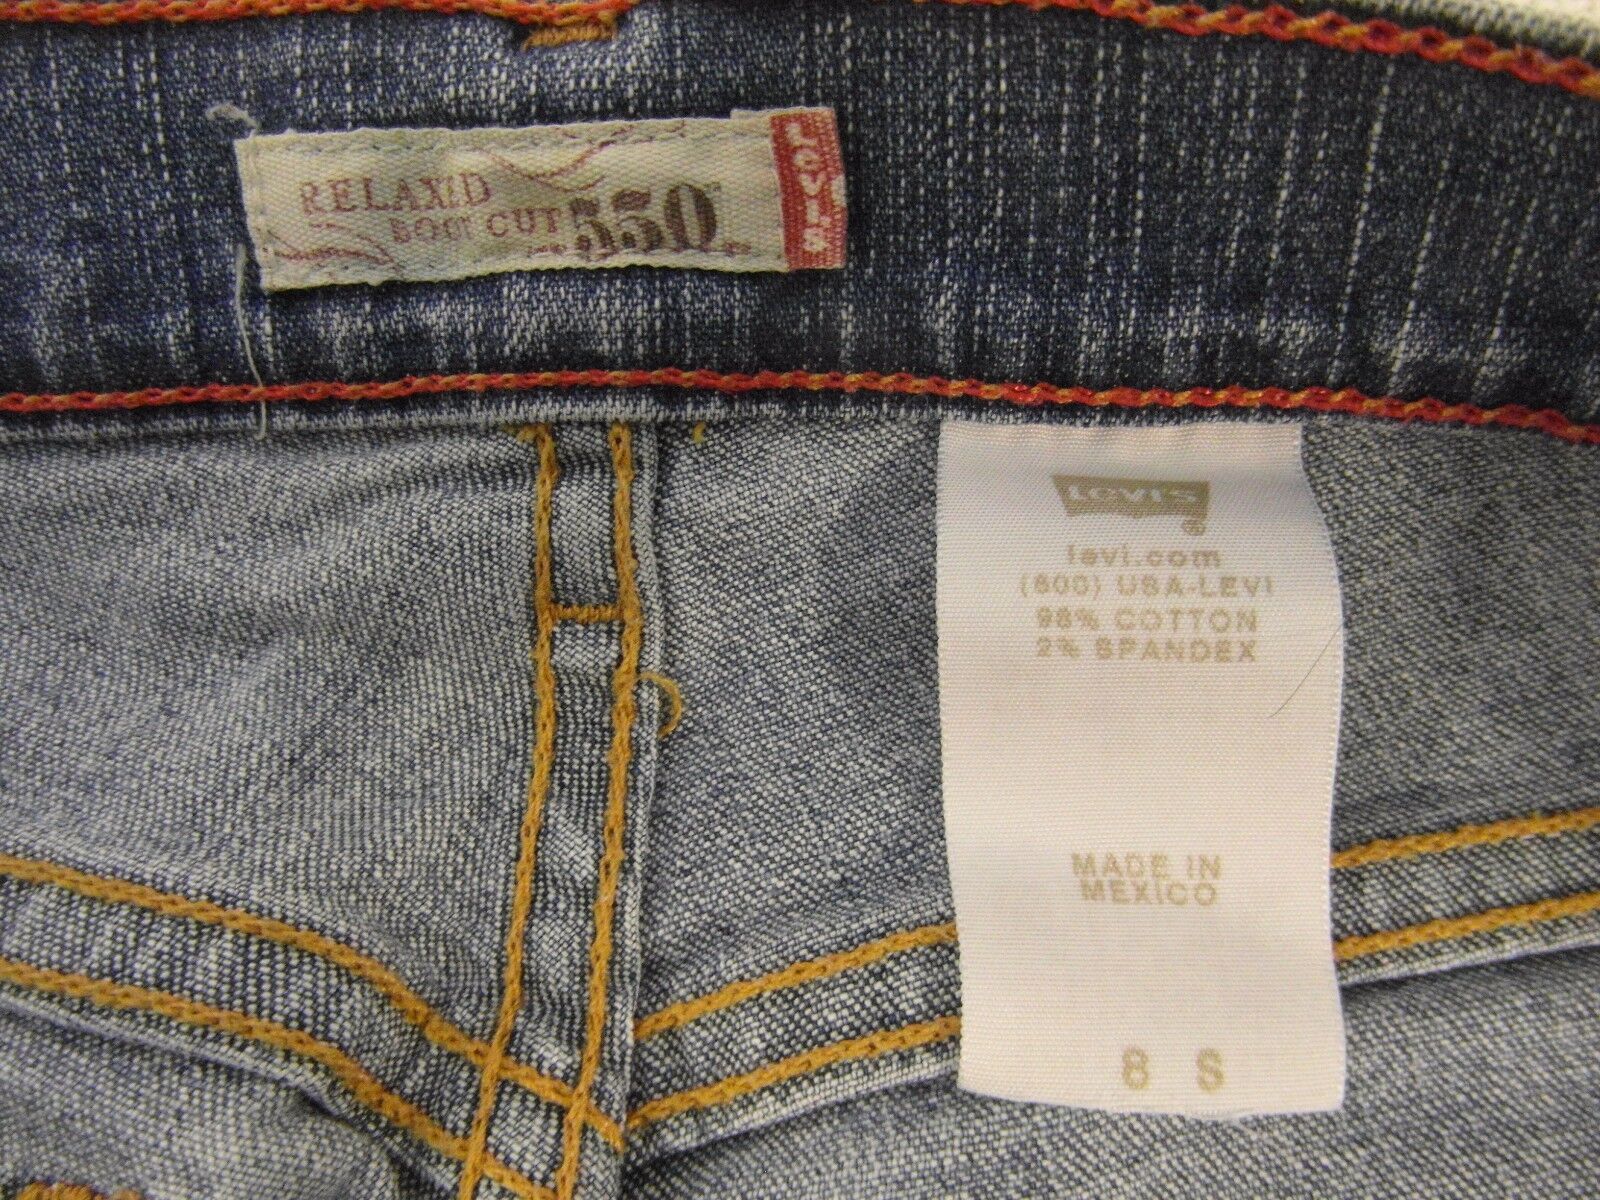 RELAXED
BOOT CUT 550
LEVI'S
Levi's
levi.com
(800) USA-LEVI
98% COTTON
2% SPANDEX
MADE IN
MEXICO
8 S